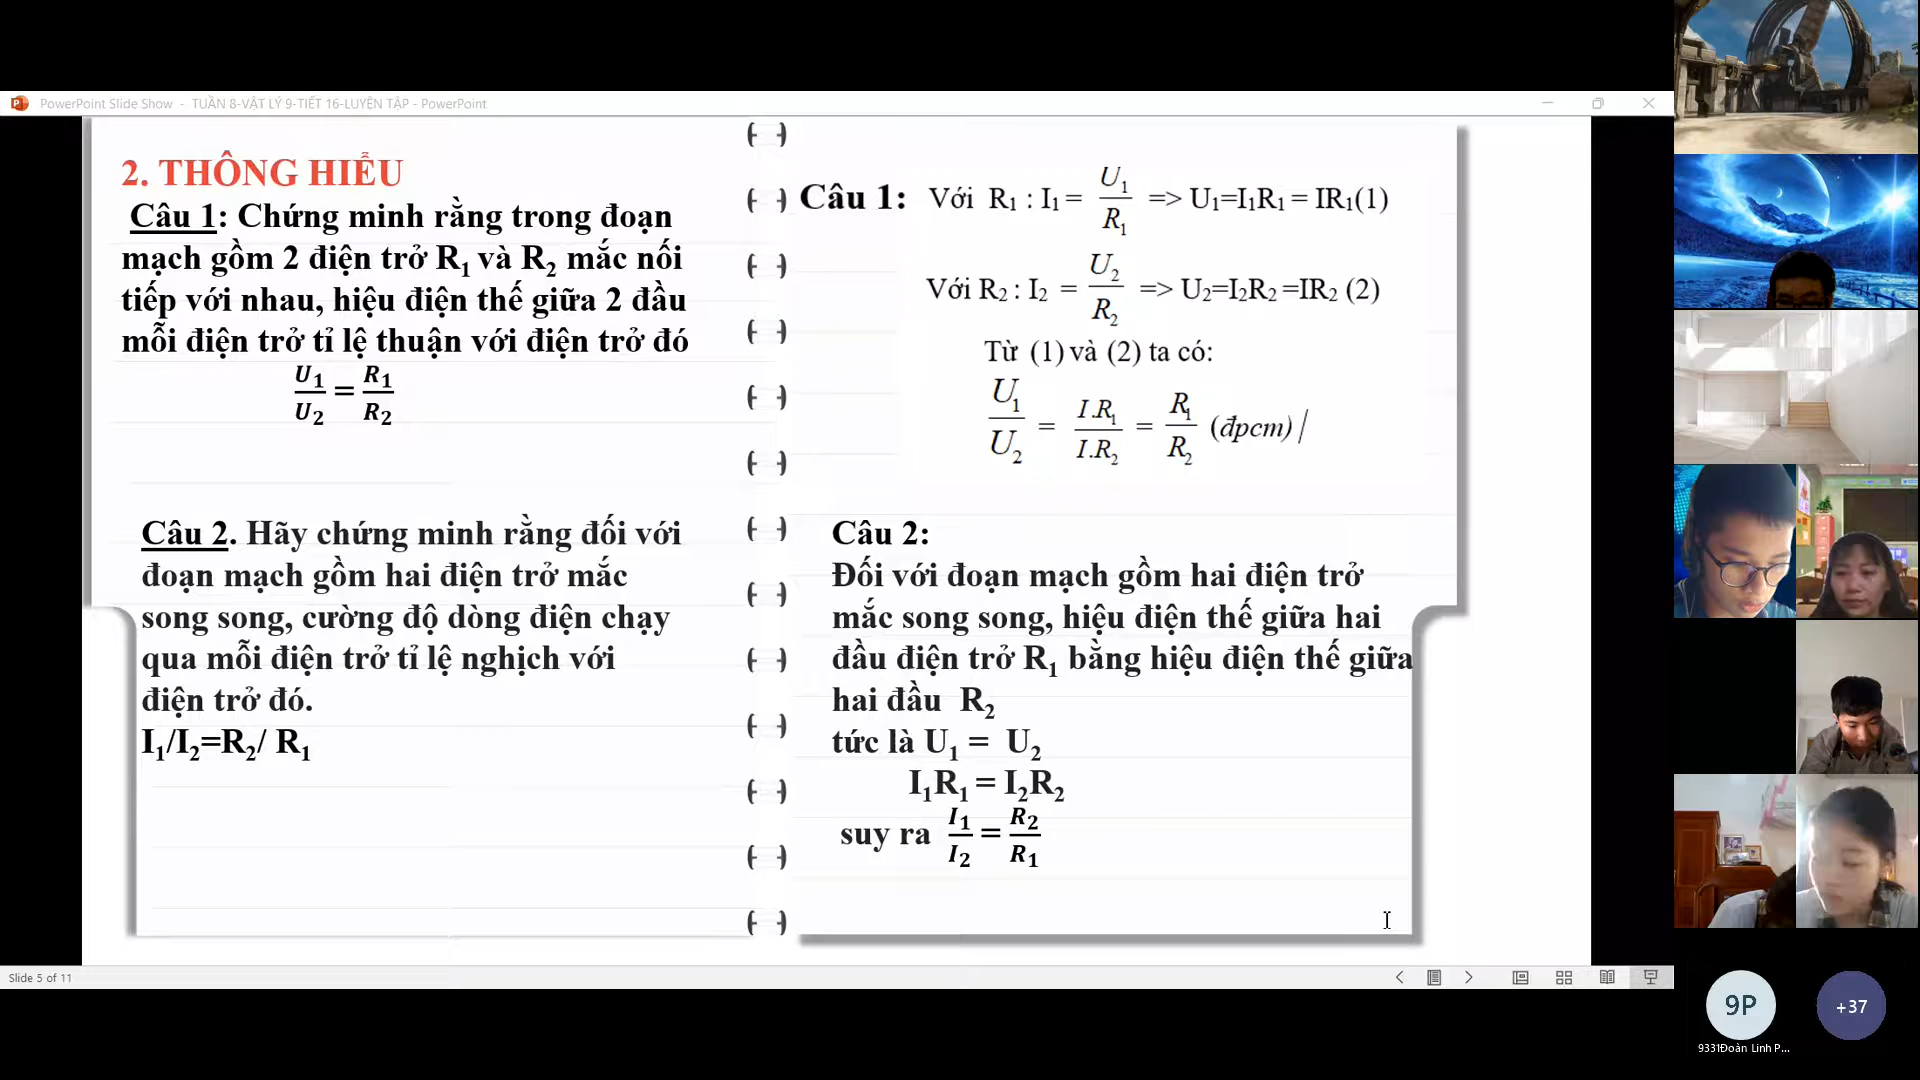 PowerPoint Slide Show - TUẦN 8-VẬT LÝ 9-TIẾT 16-LUYỆN TẬP - PowerPoint
2. THÔNG HIỂU
Câu 1: Chứng minh rằng trong đoạn
mạch gồm 2 điện trở R₁ và R₂ mắc nối
tiếp với nhau, hiệu điện thế giữa 2 đầu
mỗi điện trở tỉ lệ thuận với điện trở đó
U₁/U₂ = R₁/R₂
Câu 2. Hãy chứng minh rằng đối với
đoạn mạch gồm hai điện trở mắc
song song, cường độ dòng điện chạy
qua mỗi điện trở tỉ lệ nghịch với
điện trở đó.
I₁/I₂=R₂/ R₁
Câu 1: Với R₁ : I₁ = U₁/R₁ => U₁=I₁R₁ = IR₁(1)
Với R₂ : I₂ = U₂/R₂ => U₂=I₂R₂ =IR₂ (2)
Từ (1) và (2) ta có:
U₁/U₂ = I.R₁/I.R₂ = R₁/R₂ (đpcm) /
Câu 2:
Đối với đoạn mạch gồm hai điện trở
mắc song song, hiệu điện thế giữa hai
đầu điện trở R₁ bằng hiệu điện thế giữa
hai đầu R₂
tức là U₁ = U₂
I₁R₁ = I₂R₂
suy ra I₁/I₂ = R₂/R₁
Slide 5 of 11
9P
+37
9331Đoàn Linh P...